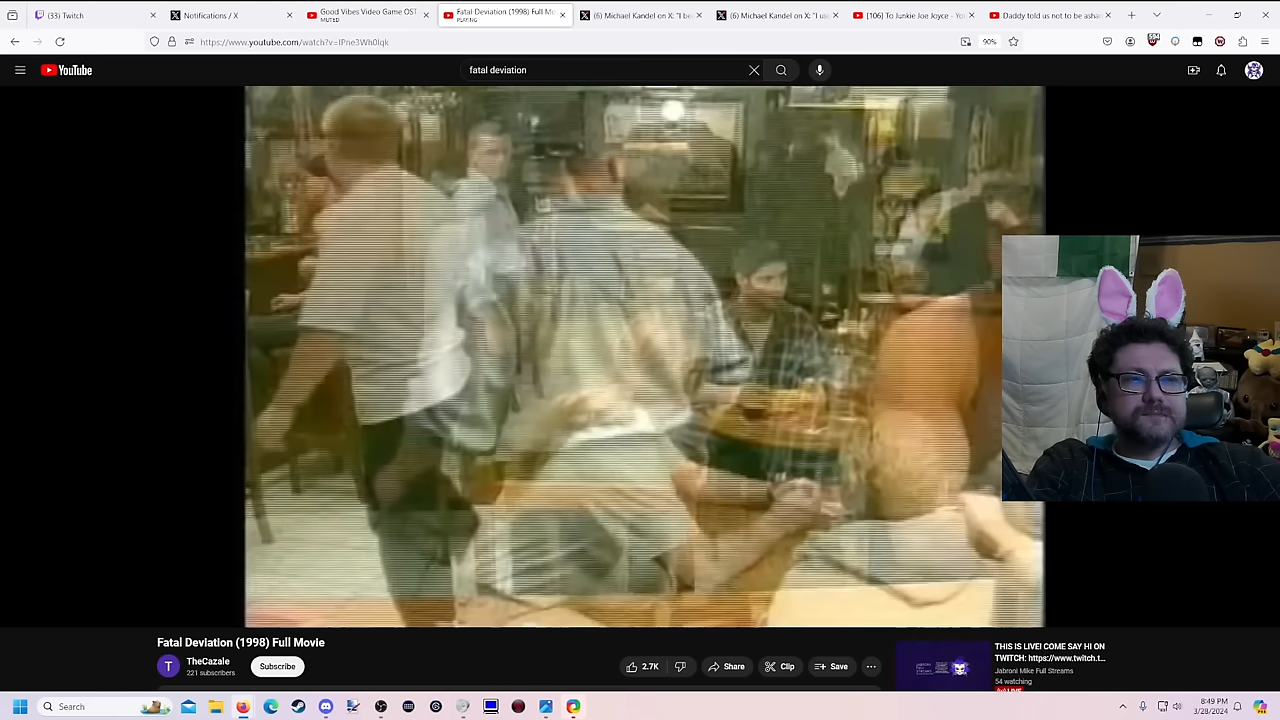 (33) Twitch
Notifications / X
Good Vibes Video Game OST
MUTED
Fatal Deviation (1998) Full Movi
PLAYING
(6) Michael Kandel on X: "I be
(6) Michael Kandel on X: "I use
[106] To Junkie Joe Joyce - Yo
Daddy told us not to be asha
https://www.youtube.com/watch?v=IPne3Wh0lqk
90%
YouTube
fatal deviation
Fatal Deviation (1998) Full Movie
T
TheCazale
221 subscribers
Subscribe
2.7K
Share
Clip
Save
THIS IS LIVE! COME SAY HI ON
TWITCH: https://www.twitch.t...
Jabroni Mike Full Streams
54 watching
LIVE
Search
8:49 PM
3/28/2024